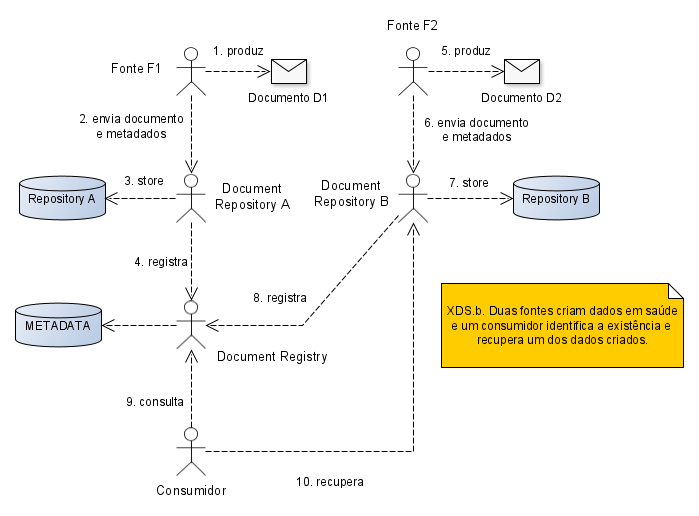 Fonte F1
1. produz
Documento D1
Fonte F2
5. produz
Documento D2
2. envia documento
e metadados
6. envia documento
e metadados
3. store
Repository A
Document
Repository A
Document
Repository B
7. store
Repository B
4. registra
8. registra
METADATA
Document Registry
XDS.b. Duas fontes criam dados em saúde
e um consumidor identifica a existência e
recupera um dos dados criados.
9. consulta
Consumidor
10. recupera